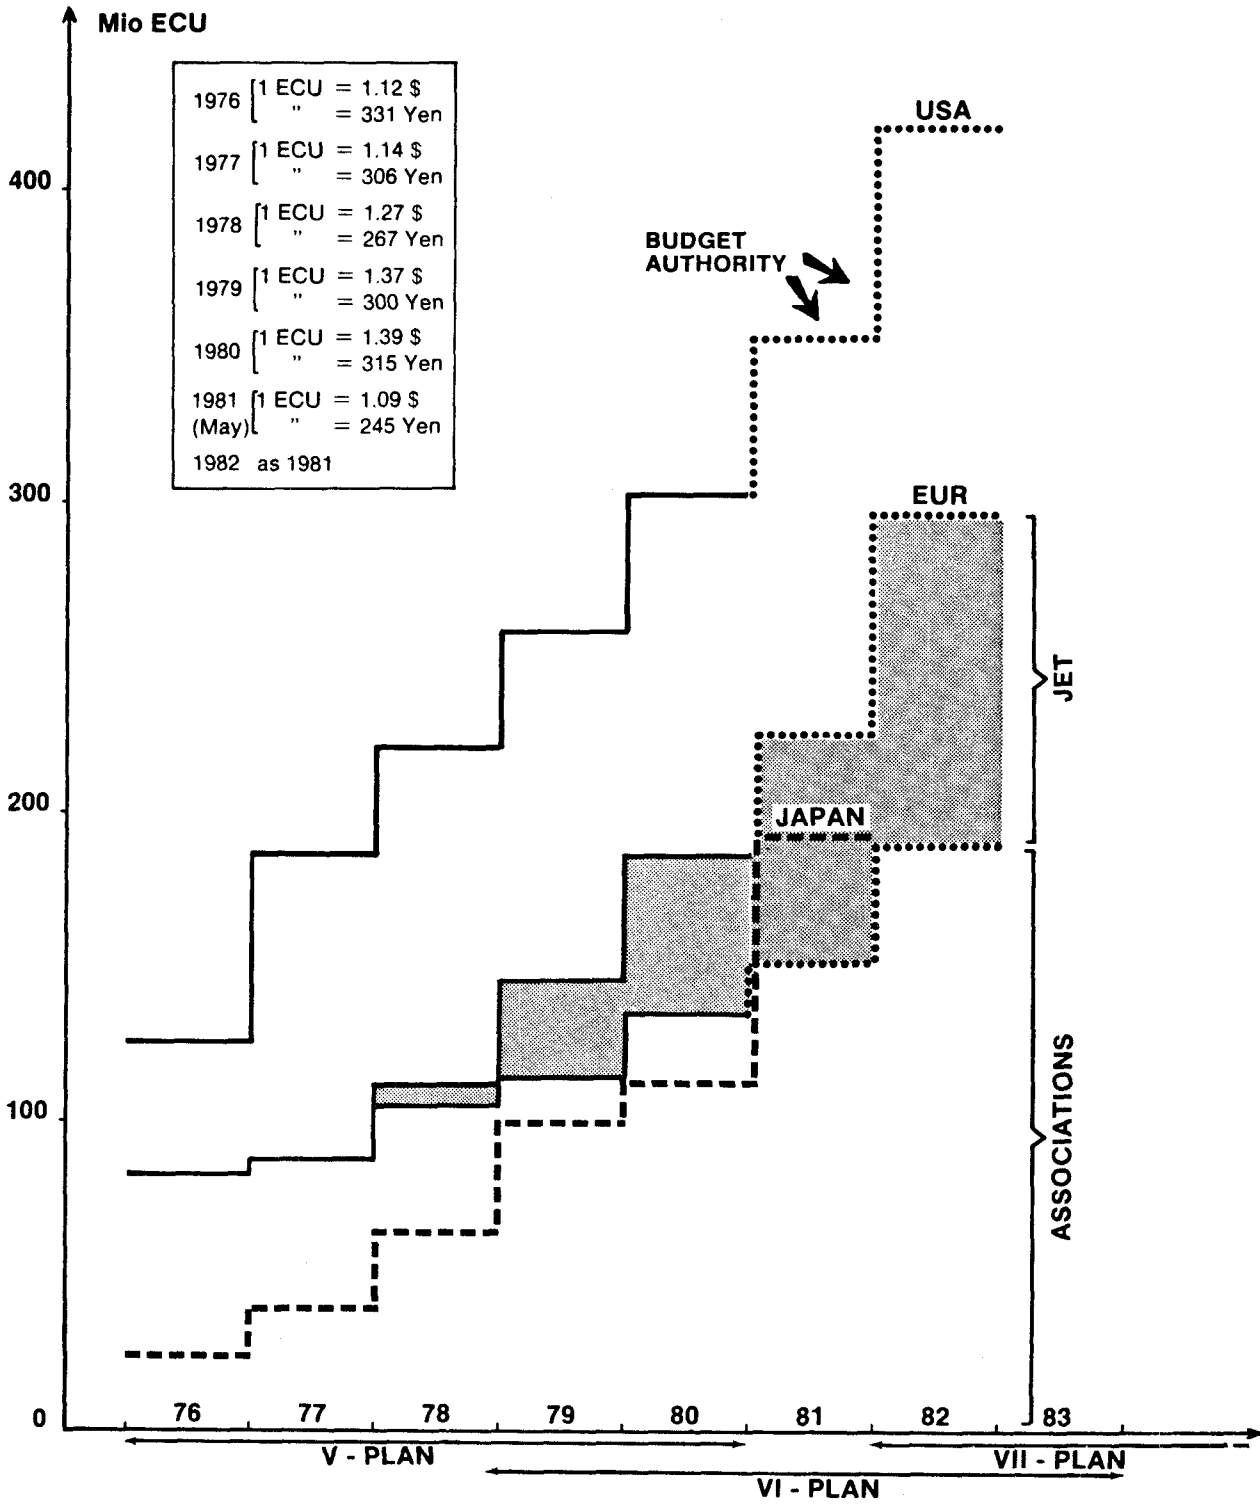 Mio ECU
1976 [1 ECU = 1.12 $
" = 331 Yen
1977 [1 ECU = 1.14 $
" = 306 Yen
1978 [1 ECU = 1.27 $
" = 267 Yen
1979 [1 ECU = 1.37 $
" = 300 Yen
1980 [1 ECU = 1.39 $
" = 315 Yen
1981 [1 ECU = 1.09 $
(May) " = 245 Yen
1982 as 1981
USA
400
BUDGET
AUTHORITY
300
EUR
JET
200
JAPAN
100
ASSOCIATIONS
0
76 77 78 79 80 81 82 83
V - PLAN
VII - PLAN
VI - PLAN